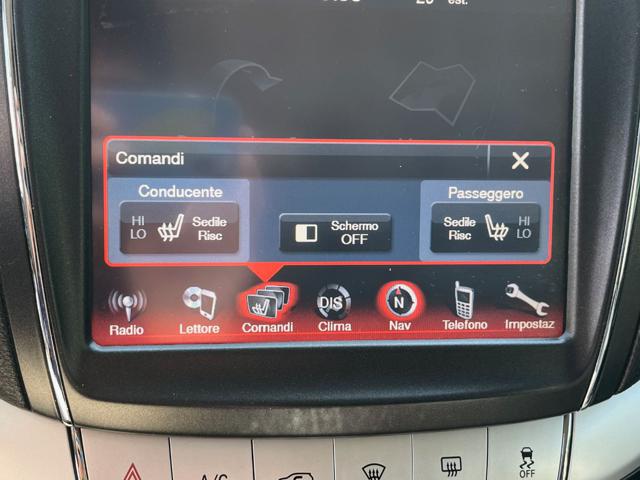 est.
Comandi
Conducente
Passeggero
HI
LO
Sedile
Risc
Schermo
OFF
Sedile
Risc
HI
LO
Radio
Lettore
Comandi
DIS
Clima
N
Nav
Telefono
Impostaz
A/C
OFF